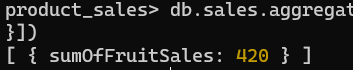 product_sales> db.sales.aggregat
}])
[ { sumOfFruitSales: 420 } ]